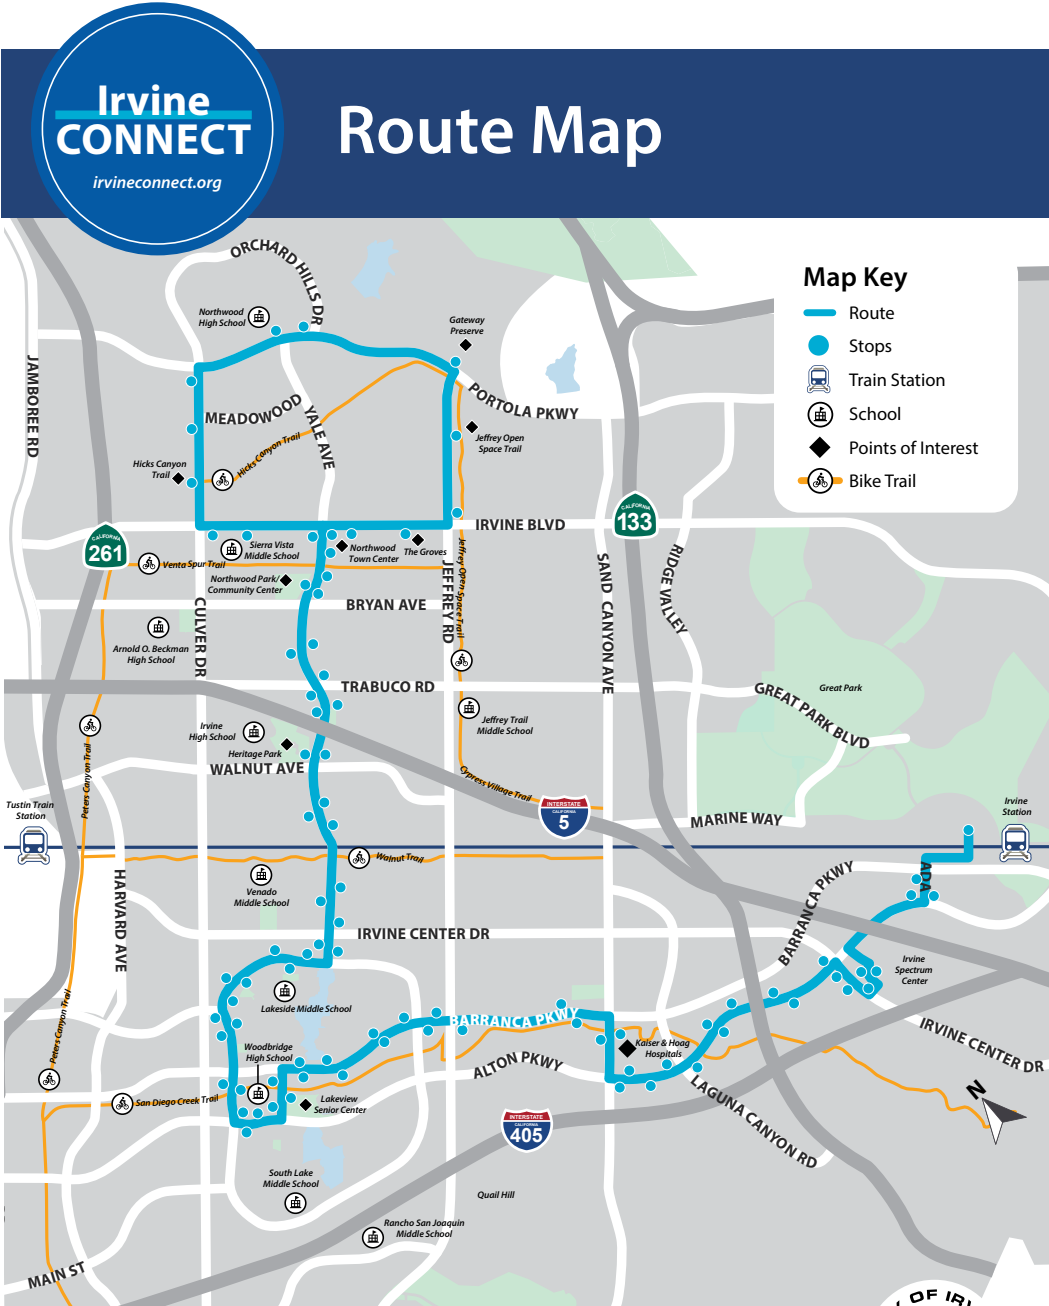 Irvine
CONNECT
irvineconnect.org
Route Map
Map Key
Route
Stops
Train Station
School
Points of Interest
Bike Trail
ORCHARD HILLS DR
Northwood
High School
Gateway
Preserve
JAMBOREE RD
MEADOWOOD
YALE AVE
PORTOLA PKWY
Hicks Canyon Trail
Jeffrey Open
Space Trail
Hicks Canyon
Trail
IRVINE BLVD
CALIFORNIA
133
CALIFORNIA
261
Sierra Vista
Middle School
Northwood
Town Center
The Groves
Venta Spur Trail
Northwood Park/
Community Center
Jeffrey Open Space Trail
JEFFREY RD
SAND CANYON AVE
RIDGE VALLEY
BRYAN AVE
CULVER DR
Arnold O. Beckman
High School
TRABUCO RD
GREAT PARK BLVD
Great Park
Irvine
High School
Heritage Park
Jeffrey Trail
Middle School
WALNUT AVE
Peters Canyon Trail
Cypress Village Trail
INTERSTATE
CALIFORNIA
5
MARINE WAY
Tustin Train
Station
Irvine
Station
Walnut Trail
HARVARD AVE
Venado
Middle School
BARRANCA PKWY
ADA
IRVINE CENTER DR
Irvine
Spectrum
Center
Lakeside Middle School
BARRANCA PKWY
Peters Canyon Trail
Woodbridge
High School
Kaiser & Hoag
Hospitals
IRVINE CENTER DR
ALTON PKWY
LAGUNA CANYON RD
San Diego Creek Trail
Lakeview
Senior Center
INTERSTATE
CALIFORNIA
405
N
South Lake
Middle School
Quail Hill
Rancho San Joaquin
Middle School
MAIN ST
OF